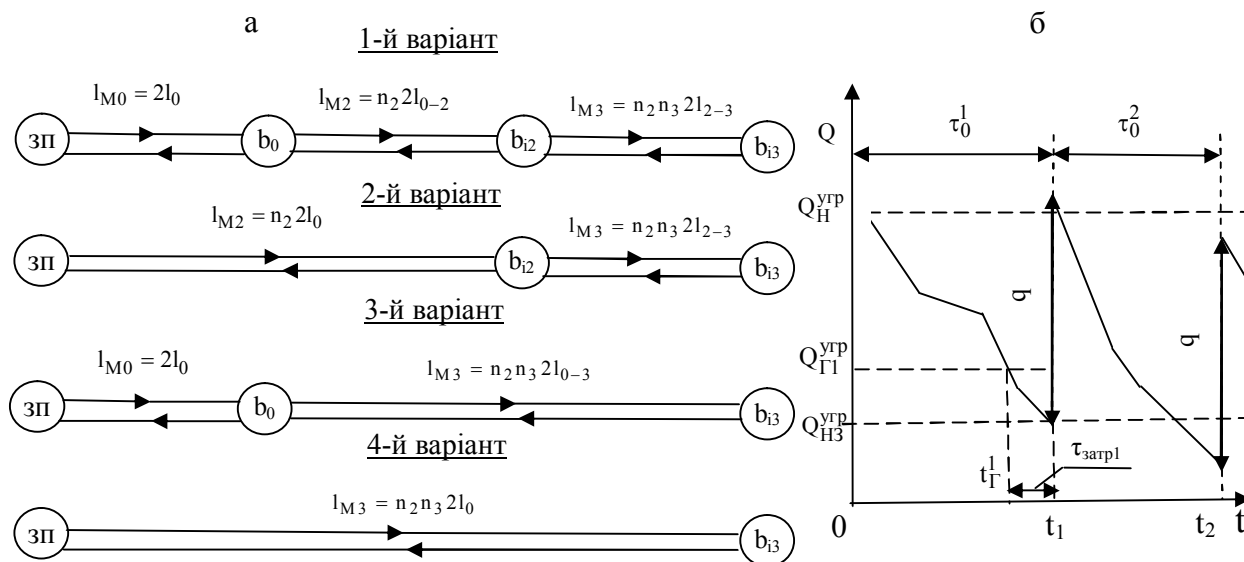 а
1-й варіант
l_M0 = 2l_0
l_M2 = n_2 2l_0–2
l_M3 = n_2 n_3 2l_2–3
зп
b_0
b_i2
b_i3
2-й варіант
l_M2 = n_2 2l_0
l_M3 = n_2 n_3 2l_2–3
зп
b_i2
b_i3
3-й варіант
l_M0 = 2l_0
l_M3 = n_2 n_3 2l_0–3
зп
b_0
b_i3
4-й варіант
l_M3 = n_2 n_3 2l_0
зп
b_i3
б
Q
τ_0^1
τ_0^2
Q_Н^угр
q
q
Q_Г1^угр
Q_НЗ^угр
τ_затр1
t_Г^1
0
t_1
t_2
t